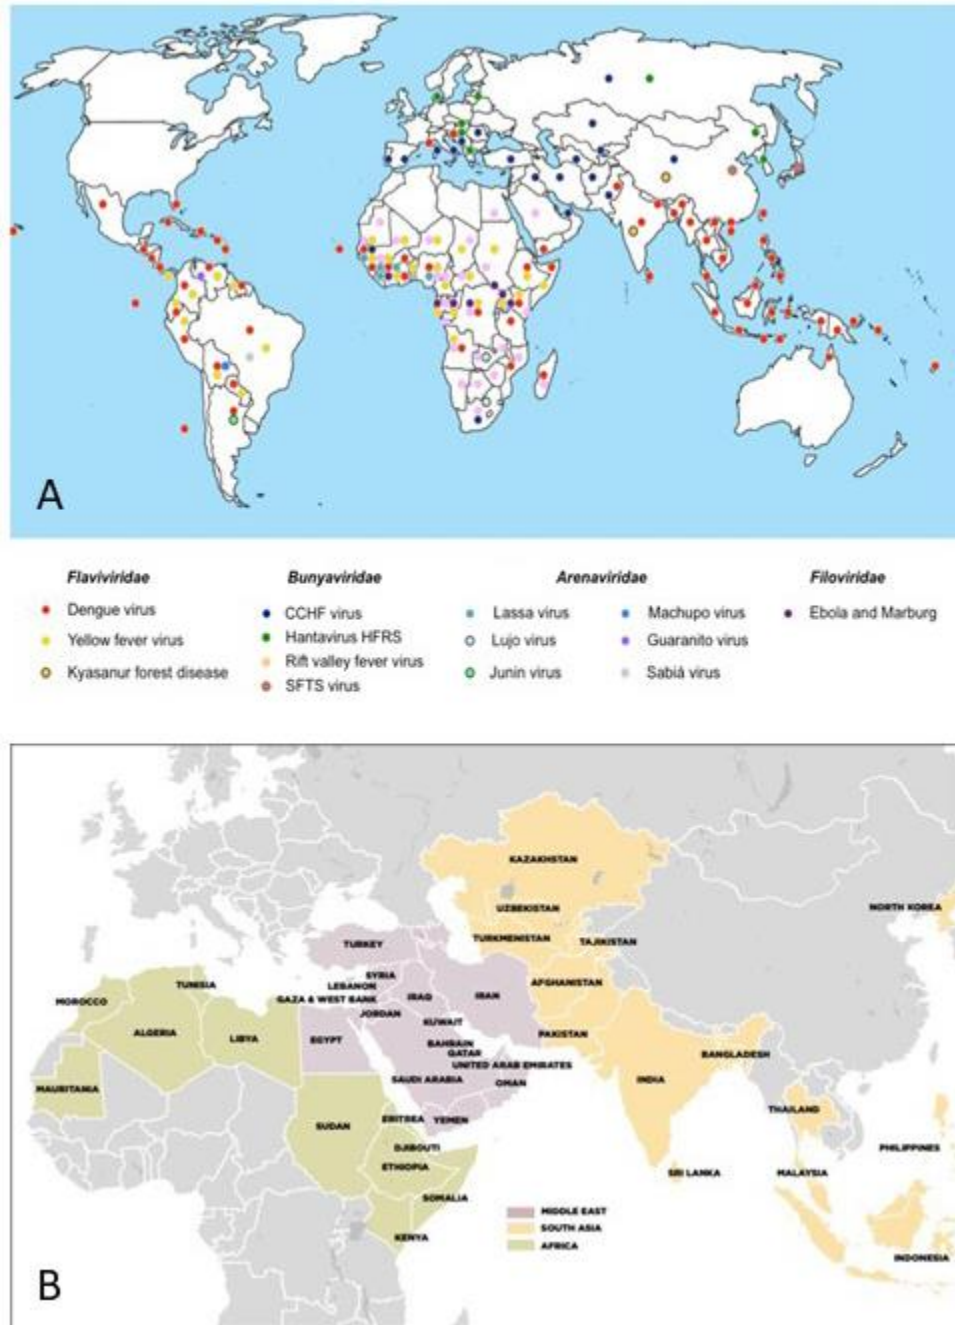 A
Flaviviridae
Bunyaviridae
Arenaviridae
Filoviridae
Dengue virus
Yellow fever virus
Kyasanur forest disease
CCHF virus
Hantavirus HFRS
Rift valley fever virus
SFTS virus
Lassa virus
Lujo virus
Junin virus
Machupo virus
Guaranito virus
Sabiá virus
Ebola and Marburg
KAZAKHSTAN
UZBEKISTAN
NORTH KOREA
TURKMENISTAN
TAJIKISTAN
TURKEY
SYRIA
LEBANON
GAZA & WEST BANK
IRAQ
IRAN
AFGHANISTAN
TUNISIA
MOROCCO
ALGERIA
LIBYA
EGYPT
JORDAN
KUWAIT
PAKISTAN
BAHRAIN
QATAR
UNITED ARAB EMIRATES
BANGLADESH
SAUDI ARABIA
OMAN
INDIA
MAURITANIA
THAILAND
SUDAN
ERITREA
YEMEN
DJIBOUTI
ETHIOPIA
PHILIPPINES
SRI LANKA
MALAYSIA
SOMALIA
KENYA
MIDDLE EAST
SOUTH ASIA
AFRICA
INDONESIA
B